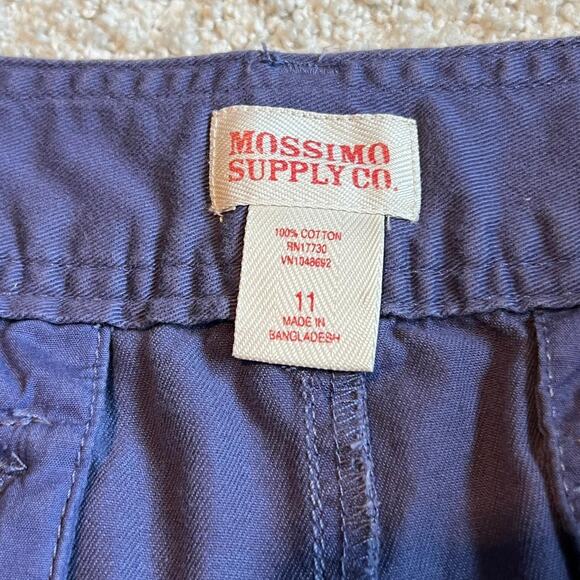 MOSSIMO
SUPPLY CO.
100% COTTON
RN17730
VN1048692
11
MADE IN
BANGLADESH